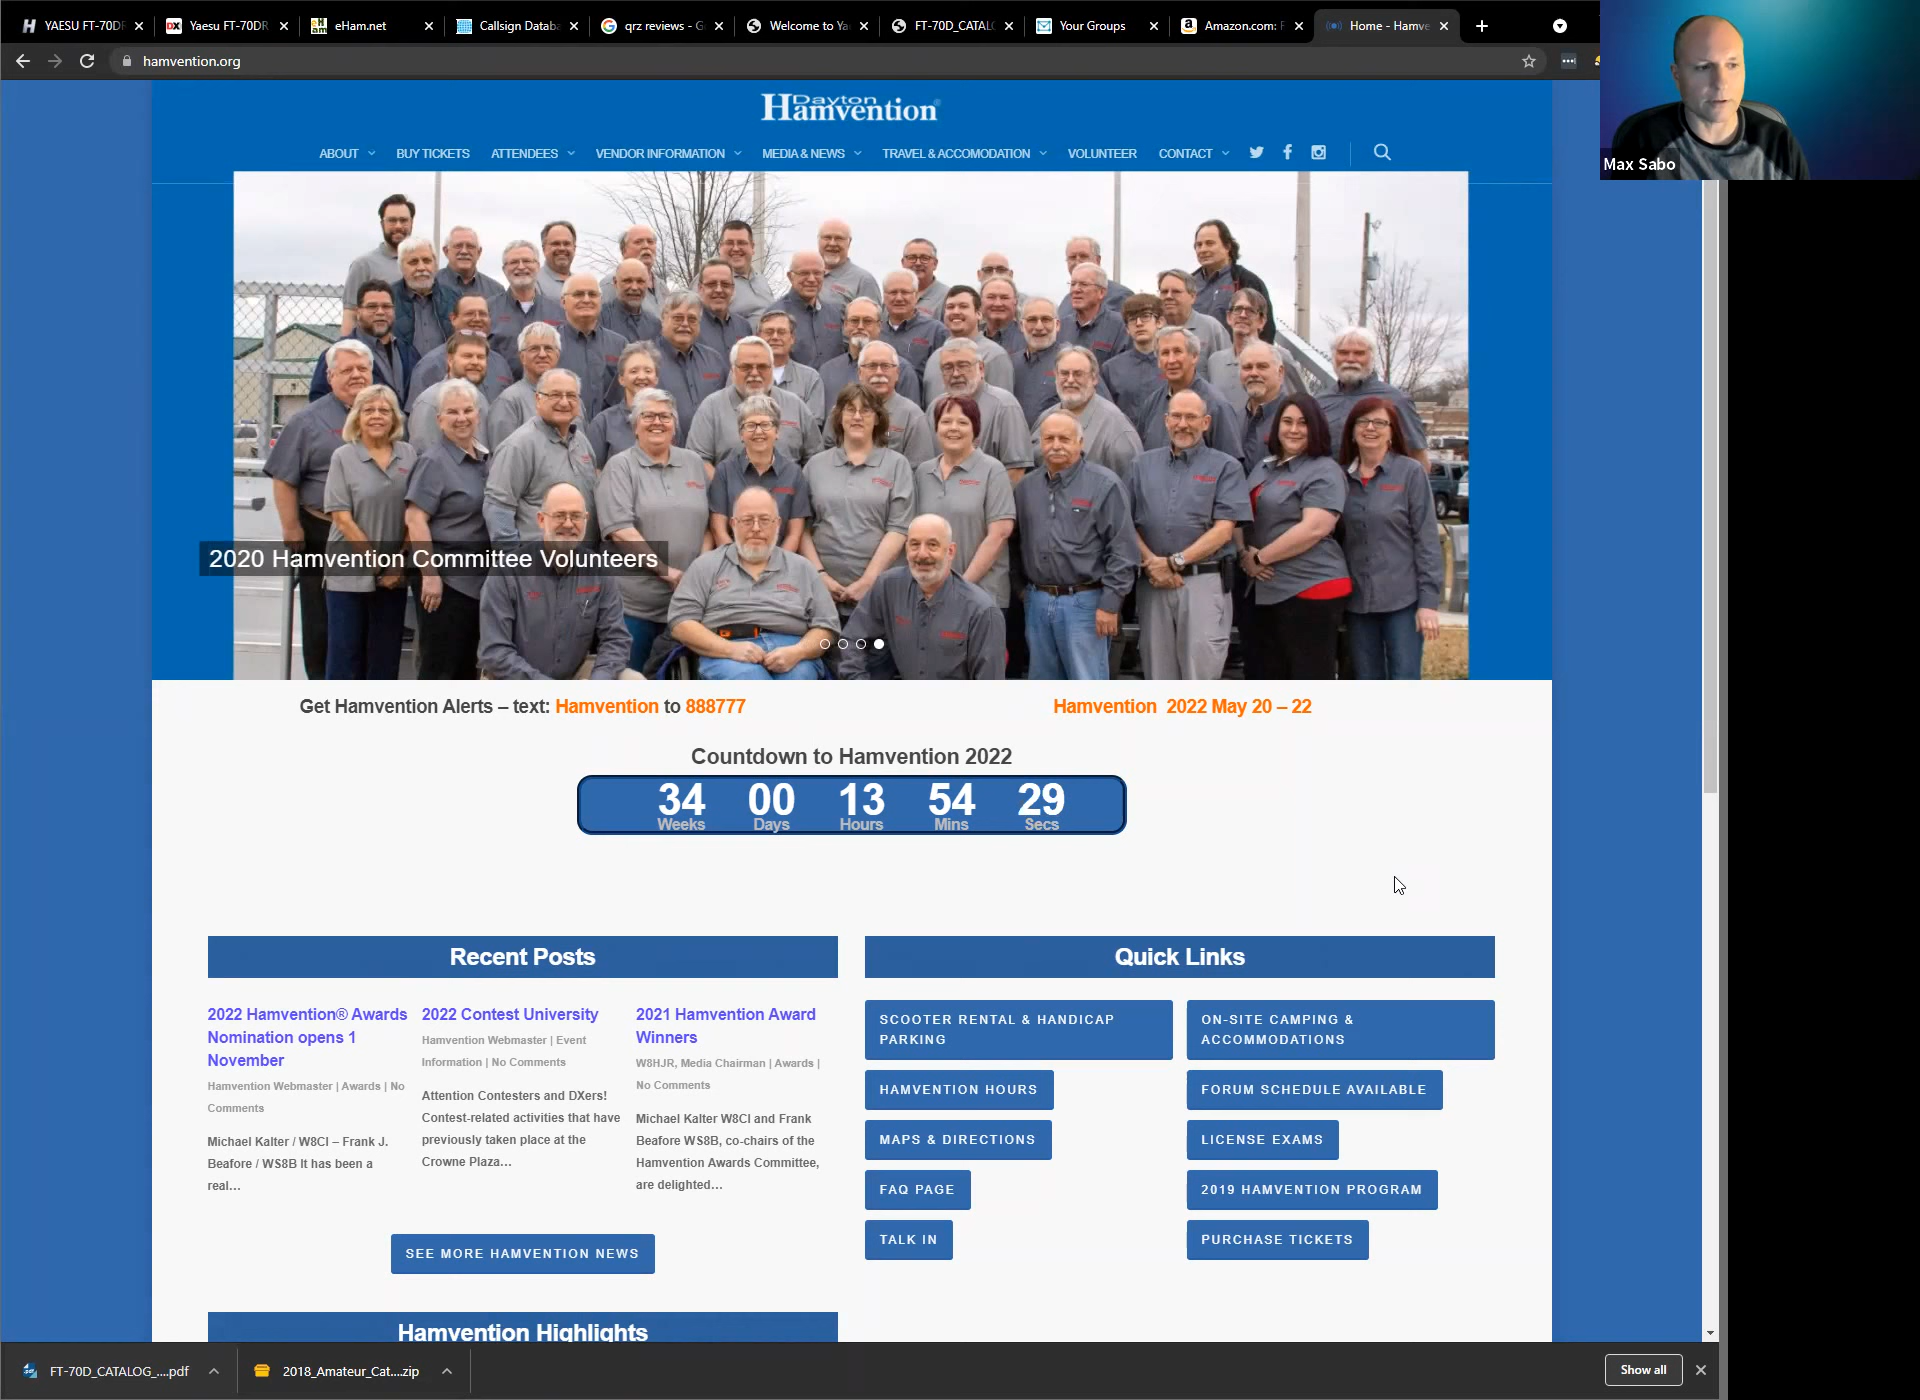 YAESU FT-70DR
Yaesu FT-70DR
eHam.net
Callsign Datab
qrz reviews - G
Welcome to Ya
FT-70D_CATALO
Your Groups
Amazon.com: F
Home - Hamve
hamvention.org
Max Sabo
Dayton
Hamvention®
ABOUT
BUY TICKETS
ATTENDEES
VENDOR INFORMATION
MEDIA & NEWS
TRAVEL & ACCOMODATION
VOLUNTEER
CONTACT
2020 Hamvention Committee Volunteers
Get Hamvention Alerts – text: Hamvention to 888777
Hamvention 2022 May 20 – 22
Countdown to Hamvention 2022
34 00 13 54 29
Weeks Days Hours Mins Secs
Recent Posts
2022 Hamvention® Awards
Nomination opens 1
November
Hamvention Webmaster | Awards | No
Comments
Michael Kalter / W8CI – Frank J.
Beafore / WS8B It has been a
real…
2022 Contest University
Hamvention Webmaster | Event
Information | No Comments
Attention Contesters and DXers!
Contest-related activities that have
previously taken place at the
Crowne Plaza…
2021 Hamvention Award
Winners
W8HJR, Media Chairman | Awards |
No Comments
Michael Kalter W8CI and Frank
Beafore WS8B, co-chairs of the
Hamvention Awards Committee,
are delighted…
SEE MORE HAMVENTION NEWS
Quick Links
SCOOTER RENTAL & HANDICAP
PARKING
ON-SITE CAMPING &
ACCOMMODATIONS
HAMVENTION HOURS
FORUM SCHEDULE AVAILABLE
MAPS & DIRECTIONS
LICENSE EXAMS
FAQ PAGE
2019 HAMVENTION PROGRAM
TALK IN
PURCHASE TICKETS
Hamvention Highlights
FT-70D_CATALOG_....pdf
2018_Amateur_Cat....zip
Show all